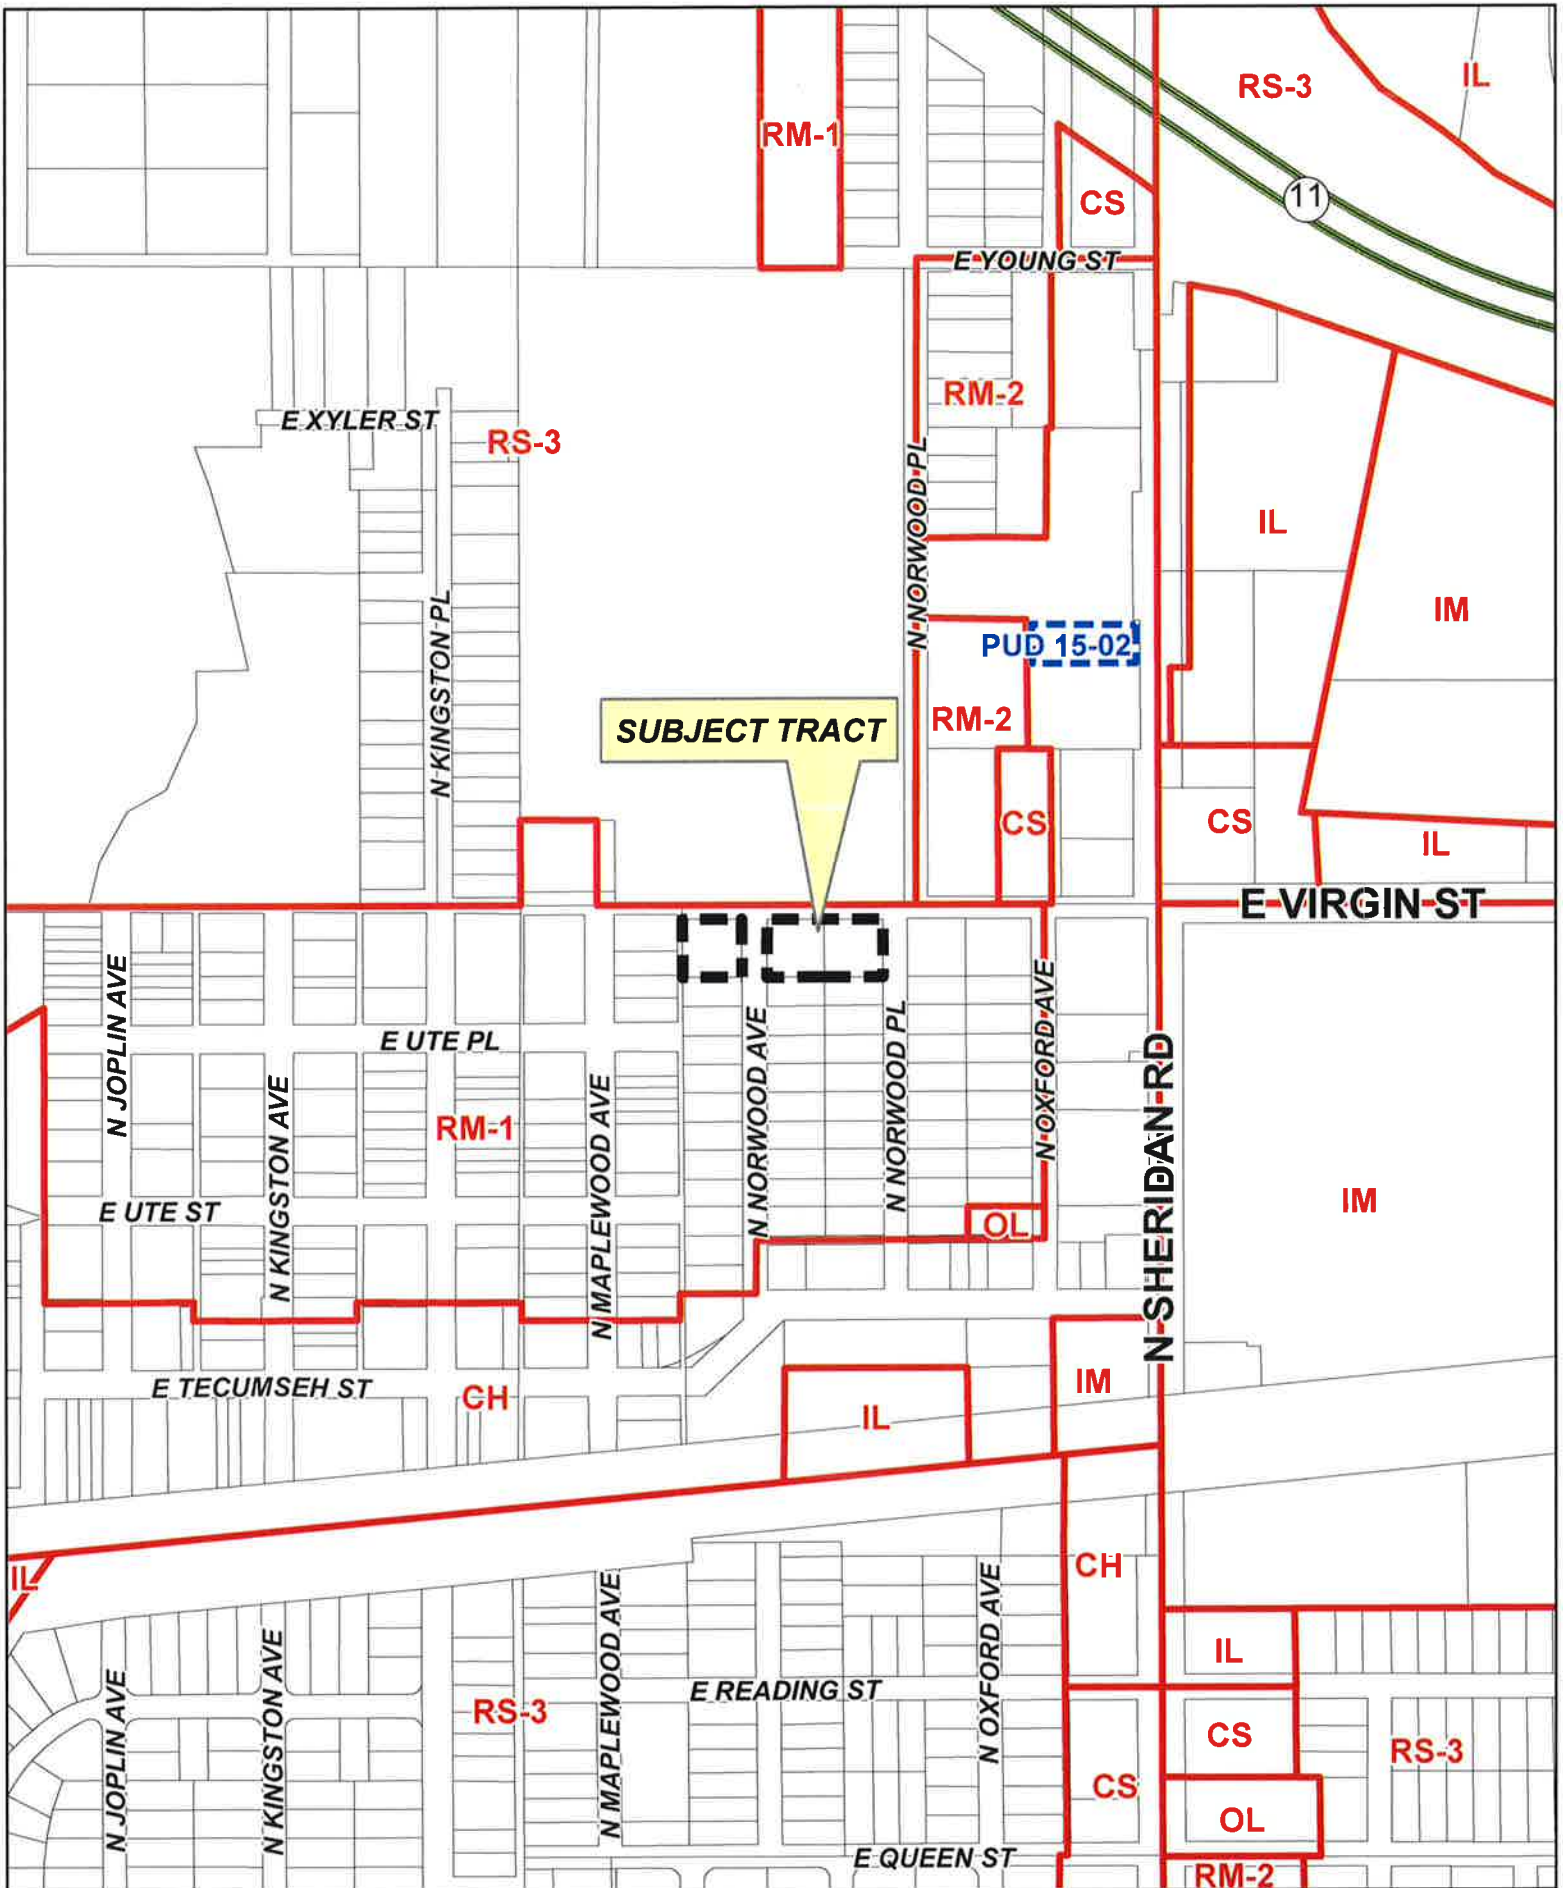 RS-3
IL
RM-1
11
CS
E YOUNG ST
RM-2
E XYLER ST
RS-3
N NORWOOD PL
IL
IM
N KINGSTON PL
PUD 15-02
RM-2
SUBJECT TRACT
CS
CS
IL
E VIRGIN ST
N JOPLIN AVE
E UTE PL
N NORWOOD AVE
N NORWOOD PL
N OXFORD AVE
N SHERIDAN RD
N KINGSTON AVE
RM-1
N MAPLEWOOD AVE
IM
E UTE ST
OL
E TECUMSEH ST
CH
IL
IM
IL
CH
N JOPLIN AVE
N KINGSTON AVE
RS-3
N MAPLEWOOD AVE
E READING ST
N OXFORD AVE
IL
CS
RS-3
CS
OL
E QUEEN ST
RM-2